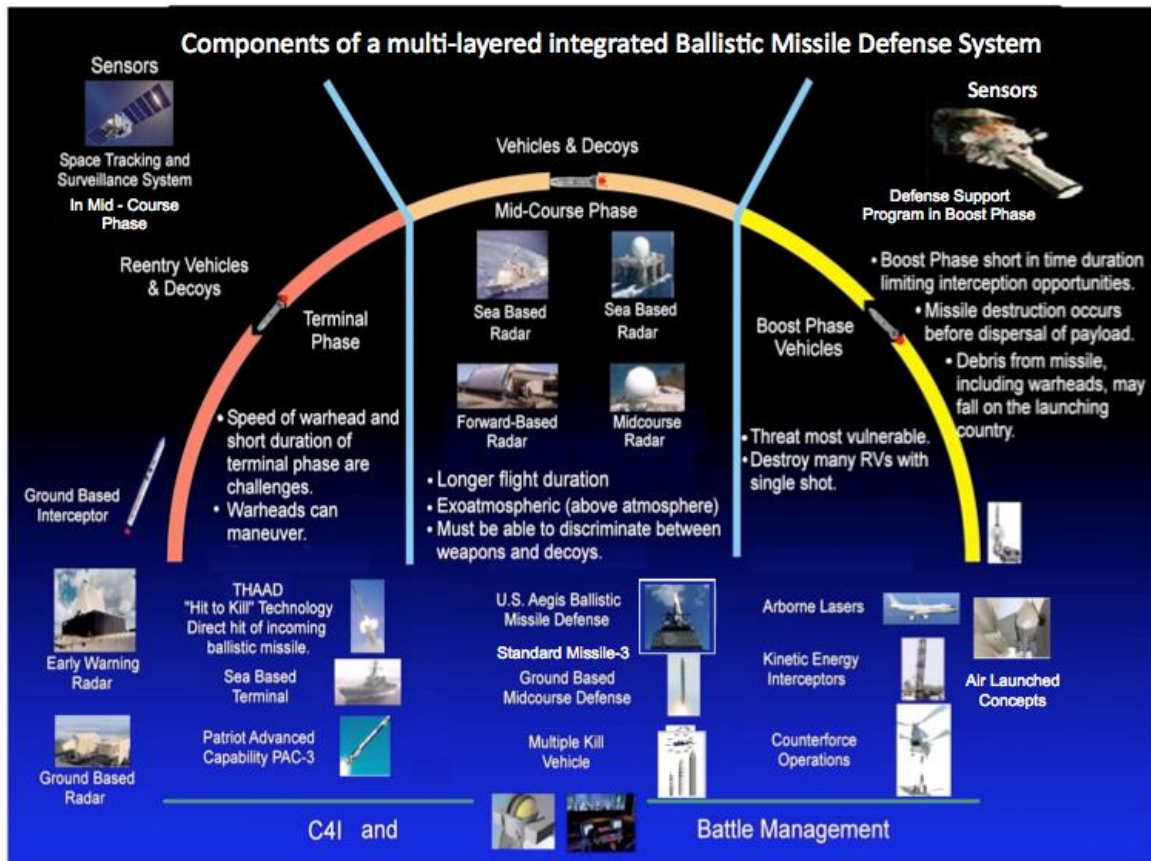 Components of a multi-layered integrated Ballistic Missile Defense System
Sensors
Space Tracking and
Surveillance System
In Mid - Course
Phase
Sensors
Defense Support
Program in Boost Phase
Vehicles & Decoys
Mid-Course Phase
Reentry Vehicles
& Decoys
Terminal
Phase
• Speed of warhead and
short duration of
terminal phase are
challenges.
• Warheads can
maneuver.
Sea Based
Radar
Sea Based
Radar
Forward-Based
Radar
Midcourse
Radar
• Longer flight duration
• Exoatmospheric (above atmosphere)
• Must be able to discriminate between
weapons and decoys.
Boost Phase
Vehicles
• Boost Phase short in time duration
limiting interception opportunities.
• Missile destruction occurs
before dispersal of payload.
• Debris from missile,
including warheads, may
fall on the launching
country.
• Threat most vulnerable.
• Destroy many RVs with
single shot.
Ground Based
Interceptor
Early Warning
Radar
Ground Based
Radar
THAAD
"Hit to Kill" Technology
Direct hit of incoming
ballistic missile.
Sea Based
Terminal
Patriot Advanced
Capability PAC-3
U.S. Aegis Ballistic
Missile Defense
Standard Missile-3
Ground Based
Midcourse Defense
Multiple Kill
Vehicle
Arborne Lasers
Kinetic Energy
Interceptors
Counterforce
Operations
Air Launched
Concepts
C4I and
Battle Management